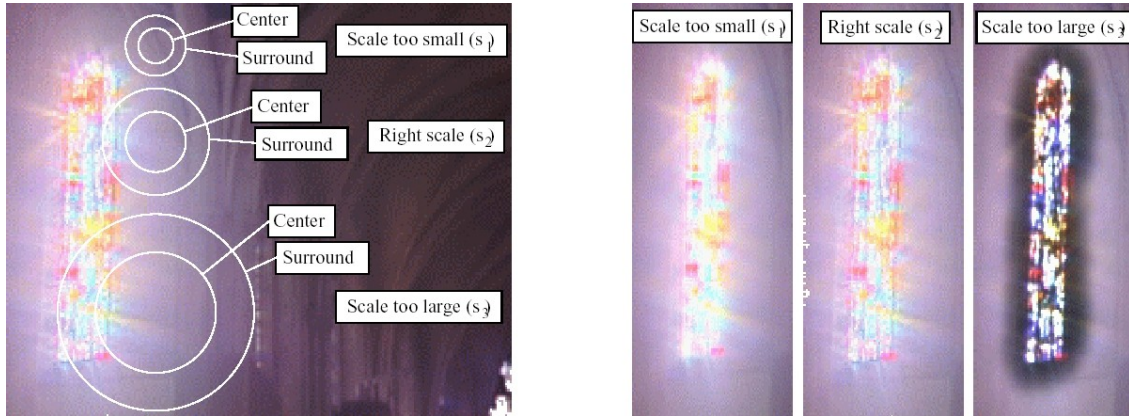 Center
Surround
Scale too small (s1)
Center
Surround
Right scale (s2)
Center
Surround
Scale too large (s3)
Scale too small (s1)
Right scale (s2)
Scale too large (s3)